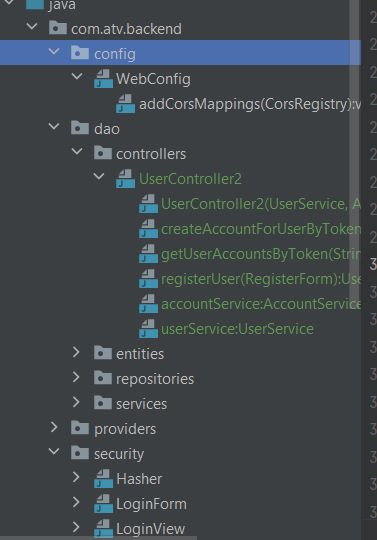 java
com.atv.backend
config
WebConfig
addCorsMappings(CorsRegistry):v
dao
controllers
UserController2
UserController2(UserService, A
createAccountForUserByToken
getUserAccountsByToken(Strin
registerUser(RegisterForm):Use
accountService:AccountService
userService:UserService
entities
repositories
services
providers
security
Hasher
LoginForm
LoginView